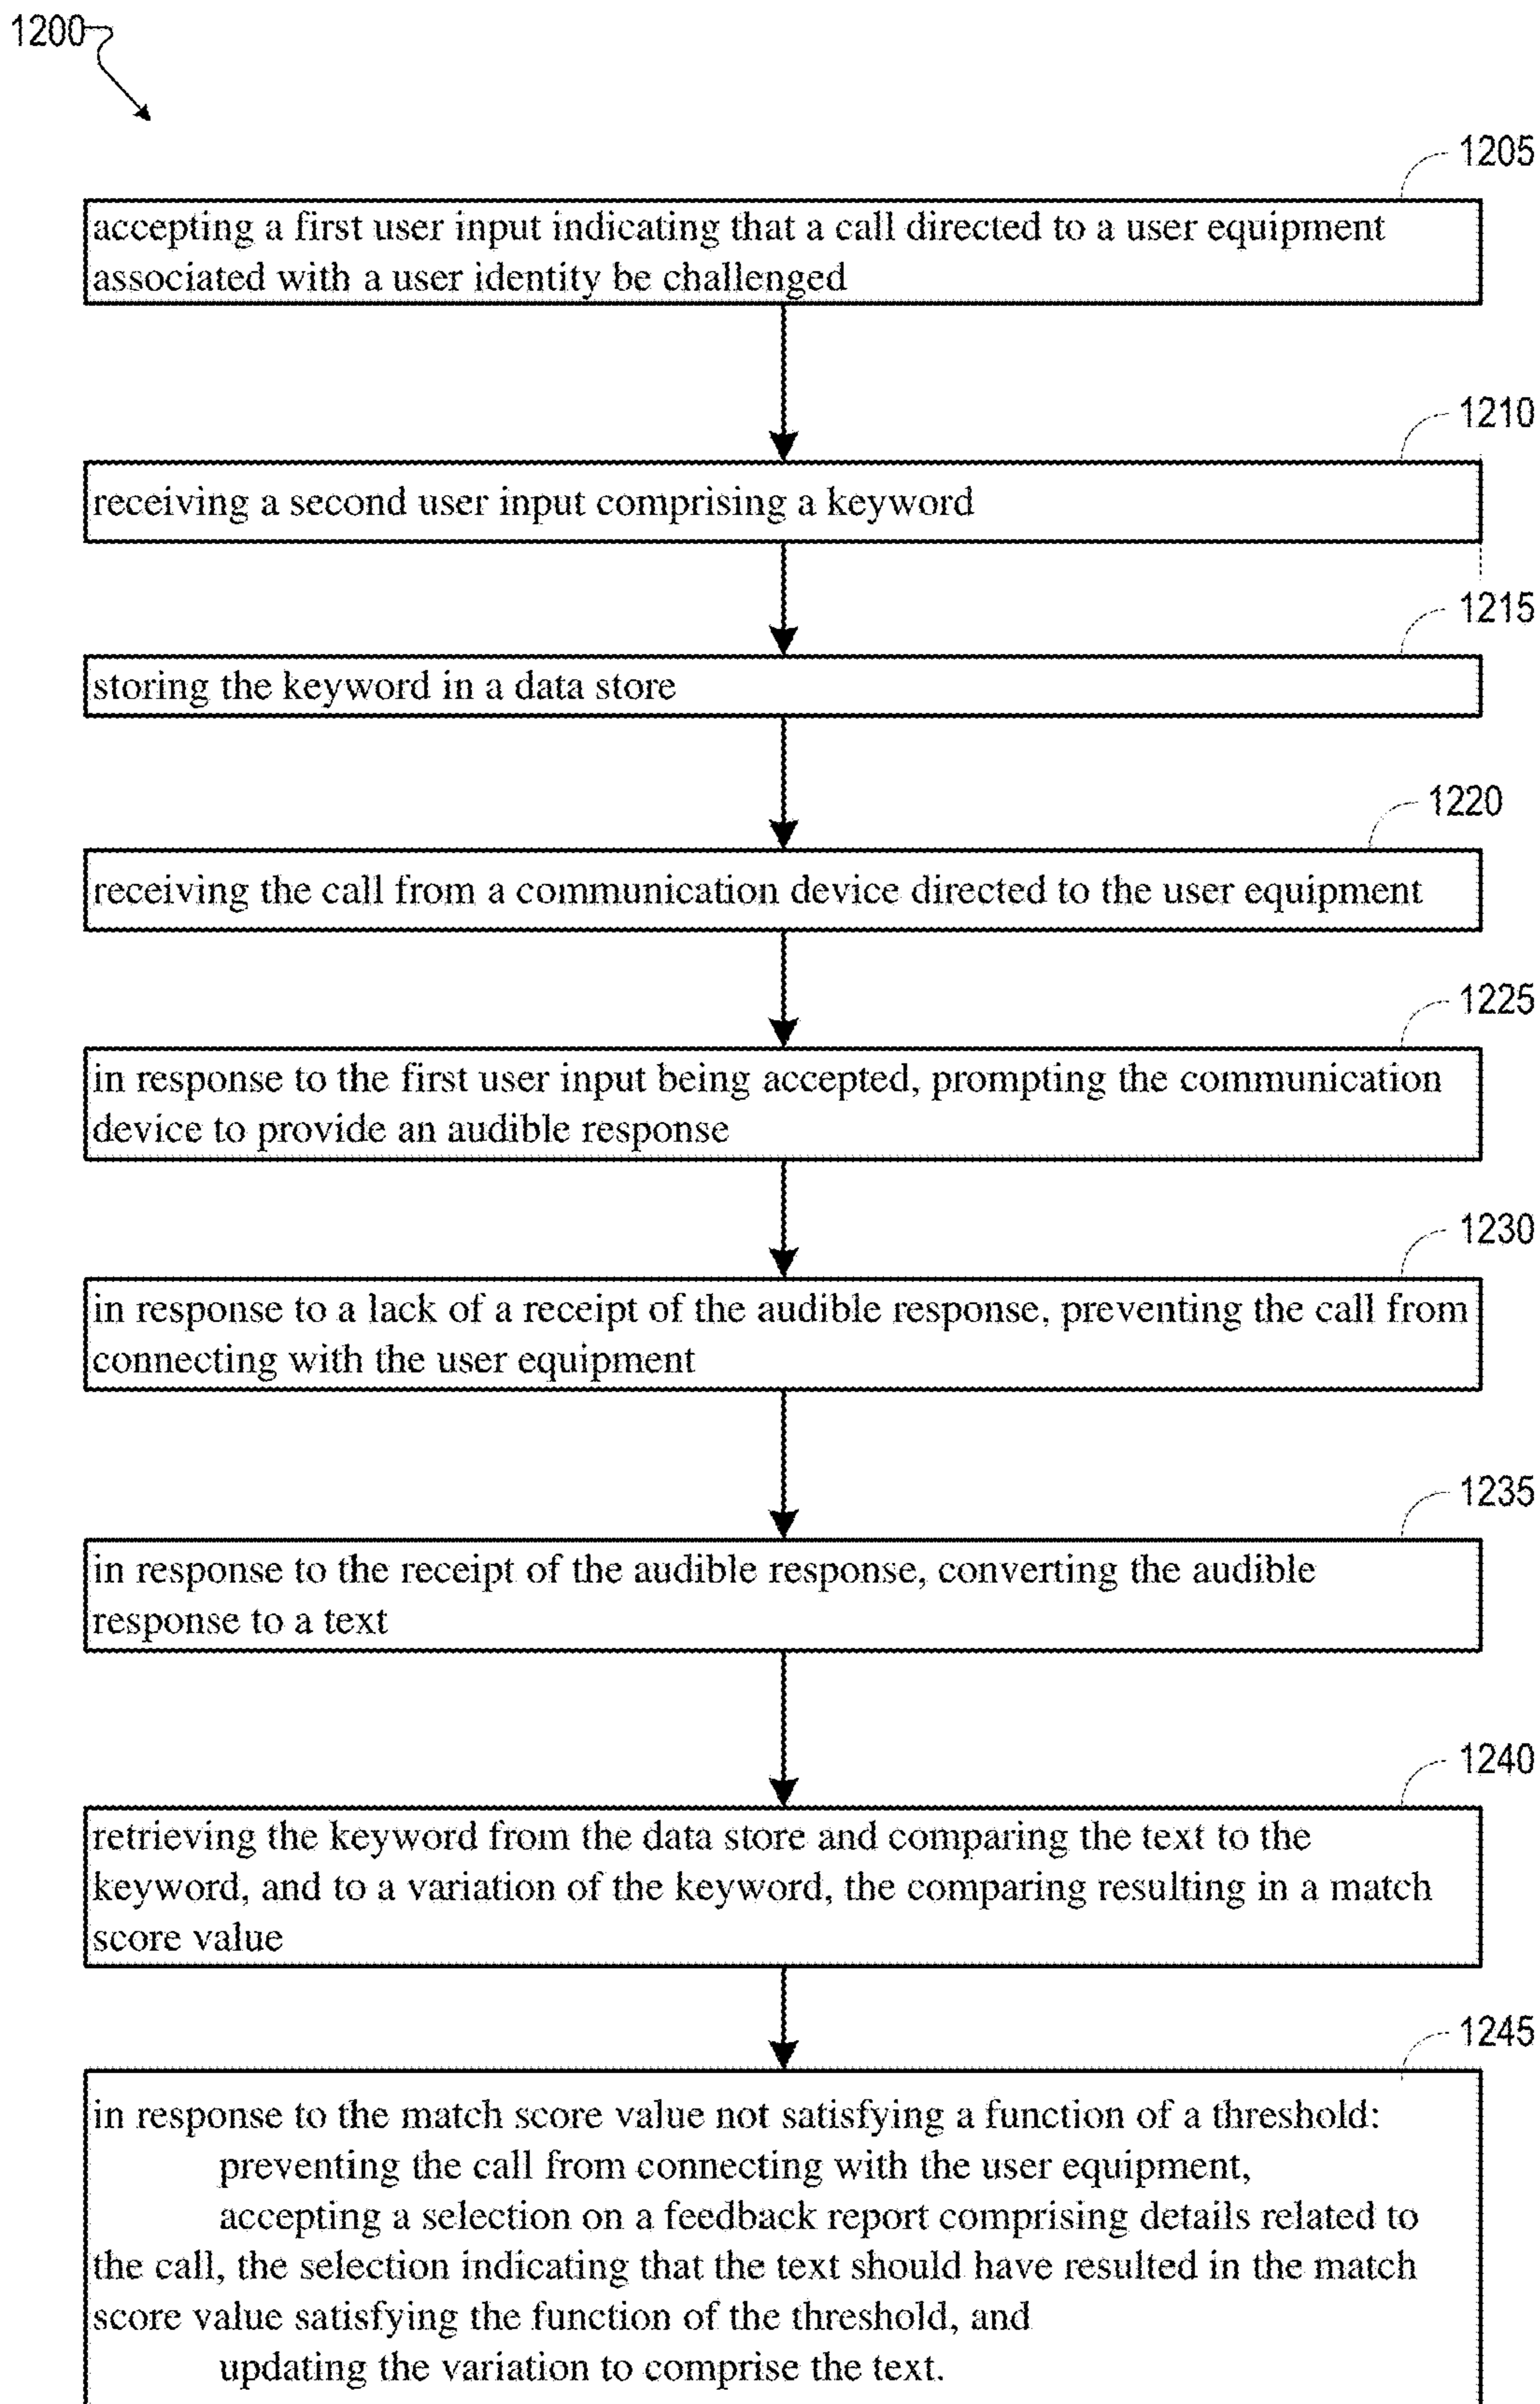 1200
1205
accepting a first user input indicating that a call directed to a user equipment
associated with a user identity be challenged
1210
receiving a second user input comprising a keyword
1215
storing the keyword in a data store
1220
receiving the call from a communication device directed to the user equipment
1225
in response to the first user input being accepted, prompting the communication
device to provide an audible response
1230
in response to a lack of a receipt of the audible response, preventing the call from
connecting with the user equipment
1235
in response to the receipt of the audible response, converting the audible
response to a text
1240
retrieving the keyword from the data store and comparing the text to the
keyword, and to a variation of the keyword, the comparing resulting in a match
score value
1245
in response to the match score value not satisfying a function of a threshold:
preventing the call from connecting with the user equipment,
accepting a selection on a feedback report comprising details related to
the call, the selection indicating that the text should have resulted in the match
score value satisfying the function of the threshold, and
updating the variation to comprise the text.